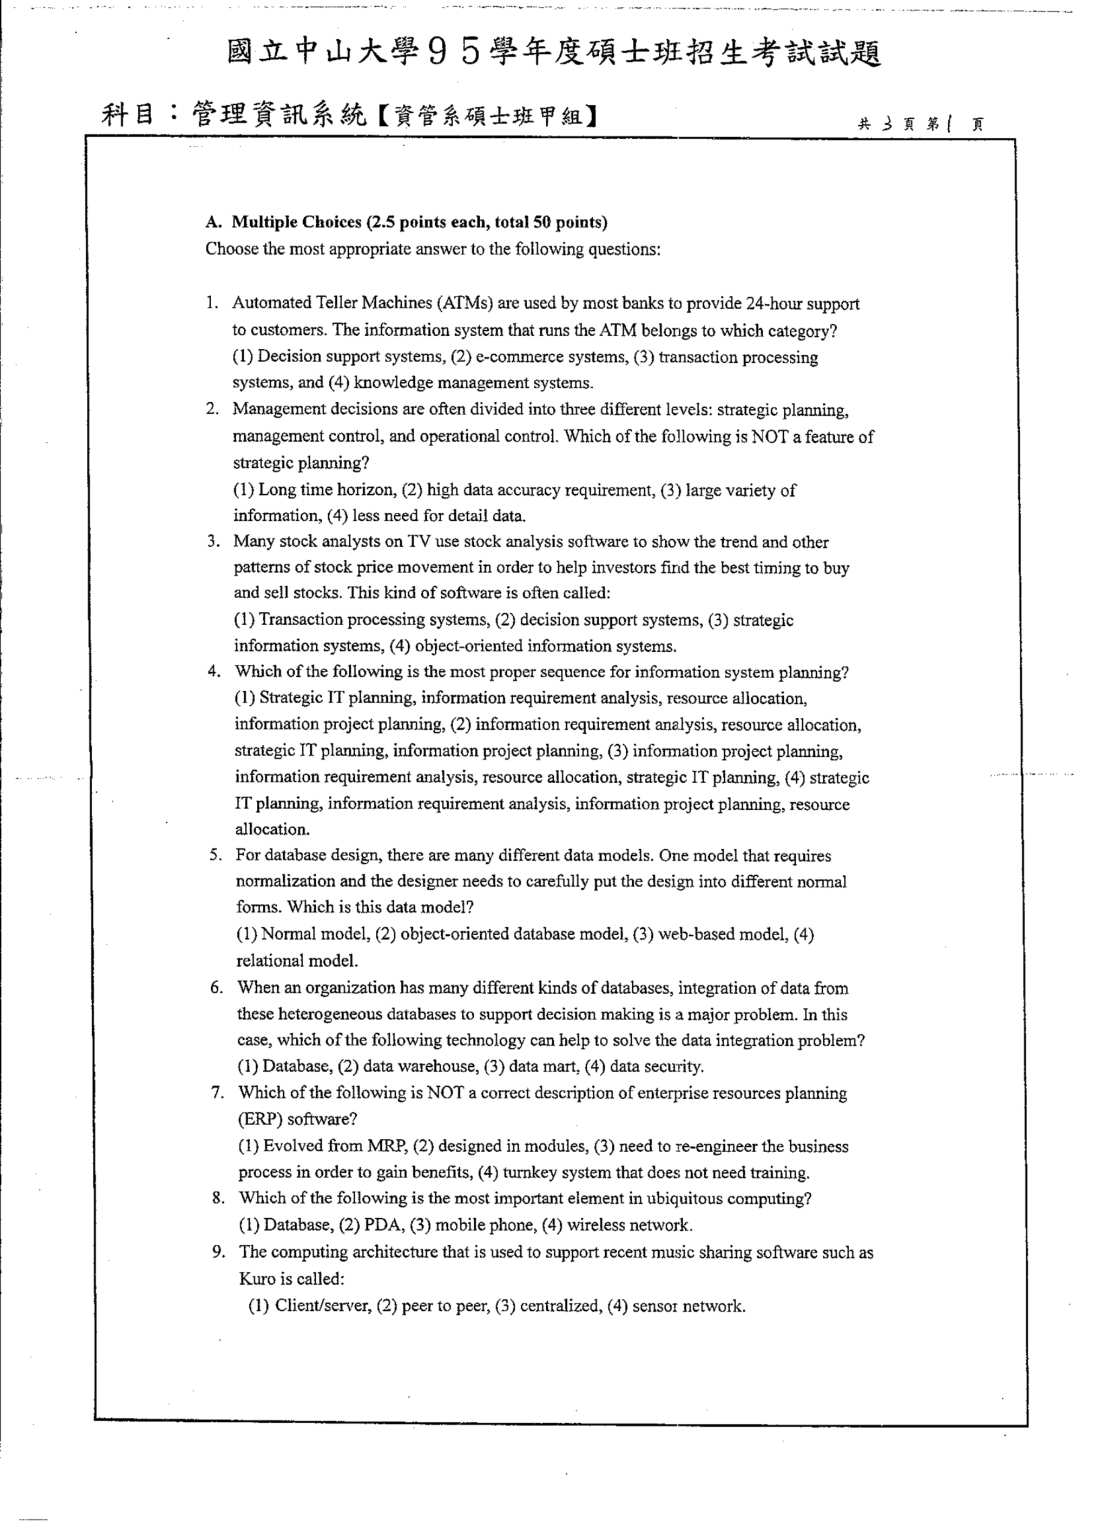 國立中山大學95學年度碩士班招生考試試題
科目：管理資訊系統【資管系碩士班甲組】
共3頁第1頁
A. Multiple Choices (2.5 points each, total 50 points)
Choose the most appropriate answer to the following questions:
1. Automated Teller Machines (ATMs) are used by most banks to provide 24-hour support
to customers. The information system that runs the ATM belongs to which category?
(1) Decision support systems, (2) e-commerce systems, (3) transaction processing
systems, and (4) knowledge management systems.
2. Management decisions are often divided into three different levels: strategic planning,
management control, and operational control. Which of the following is NOT a feature of
strategic planning?
(1) Long time horizon, (2) high data accuracy requirement, (3) large variety of
information, (4) less need for detail data.
3. Many stock analysts on TV use stock analysis software to show the trend and other
patterns of stock price movement in order to help investors find the best timing to buy
and sell stocks. This kind of software is often called:
(1) Transaction processing systems, (2) decision support systems, (3) strategic
information systems, (4) object-oriented information systems.
4. Which of the following is the most proper sequence for information system planning?
(1) Strategic IT planning, information requirement analysis, resource allocation,
information project planning, (2) information requirement analysis, resource allocation,
strategic IT planning, information project planning, (3) information project planning,
information requirement analysis, resource allocation, strategic IT planning, (4) strategic
IT planning, information requirement analysis, information project planning, resource
allocation.
5. For database design, there are many different data models. One model that requires
normalization and the designer needs to carefully put the design into different normal
forms. Which is this data model?
(1) Normal model, (2) object-oriented database model, (3) web-based model, (4)
relational model.
6. When an organization has many different kinds of databases, integration of data from
these heterogeneous databases to support decision making is a major problem. In this
case, which of the following technology can help to solve the data integration problem?
(1) Database, (2) data warehouse, (3) data mart, (4) data security.
7. Which of the following is NOT a correct description of enterprise resources planning
(ERP) software?
(1) Evolved from MRP, (2) designed in modules, (3) need to re-engineer the business
process in order to gain benefits, (4) turnkey system that does not need training.
8. Which of the following is the most important element in ubiquitous computing?
(1) Database, (2) PDA, (3) mobile phone, (4) wireless network.
9. The computing architecture that is used to support recent music sharing software such as
Kuro is called:
(1) Client/server, (2) peer to peer, (3) centralized, (4) sensor network.